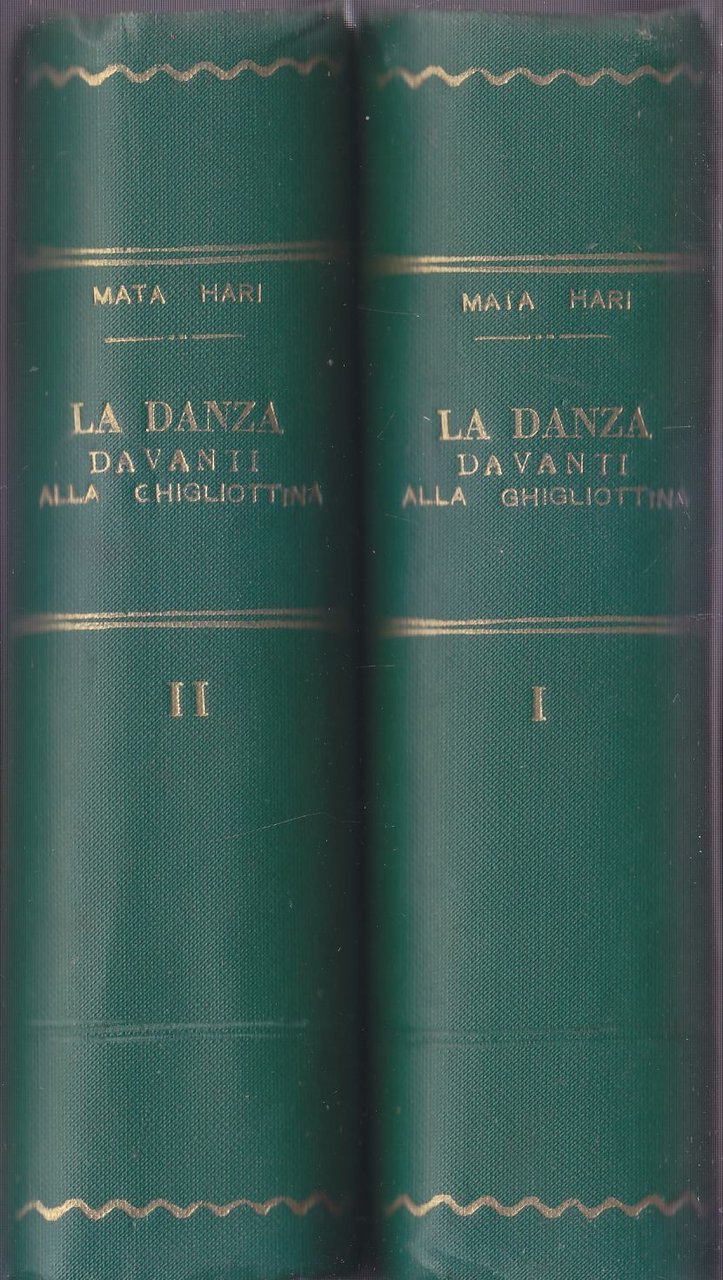 MATA HARI
LA DANZA
DAVANTI
ALLA GHIGLIOTTINA
II
MATA HARI
LA DANZA
DAVANTI
ALLA GHIGLIOTTINA
I